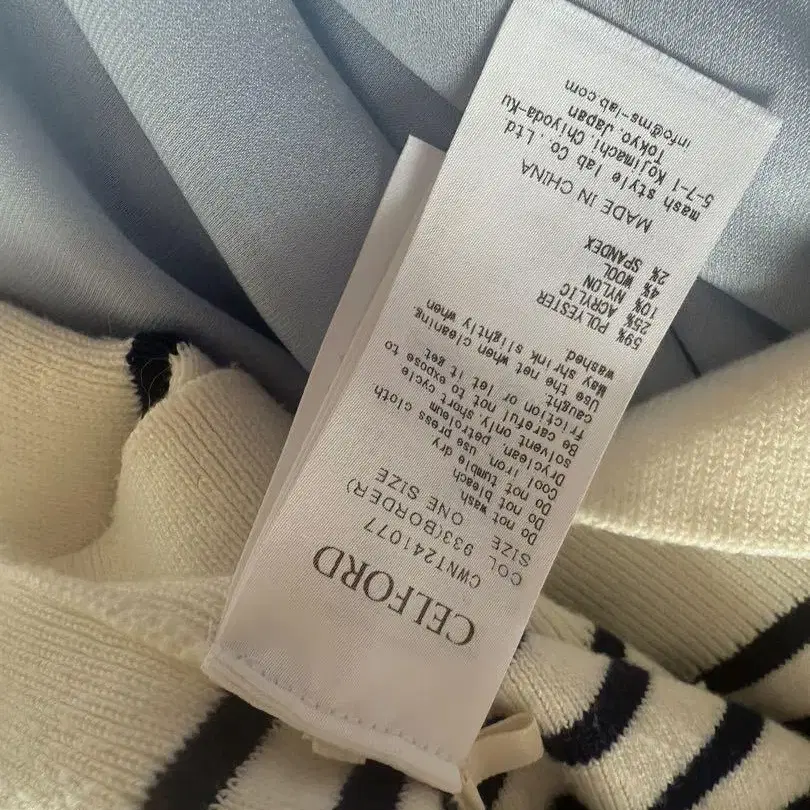 CELFORD
CWNT241077
COL 933(BORDER)
SIZE ONE SIZE
Do not wash.
Do not bleach.
Do not tumble dry
Cool iron, use press cloth
Dryclean, petroleum
solvent only,short cycle
Be careful not to expose to
friction or let it get
caught.
Use the net when cleaning.
May shrink slightly when
washed.
59% POLYESTER
25% ACRYLIC
10% NYLON
4% WOOL
2% SPANDEX
MADE IN CHINA
mash style lab Co.,Ltd
5-7-1 Kojimachi,Chiyoda-Ku
Tokyo,Japan
info@ms-lab.com